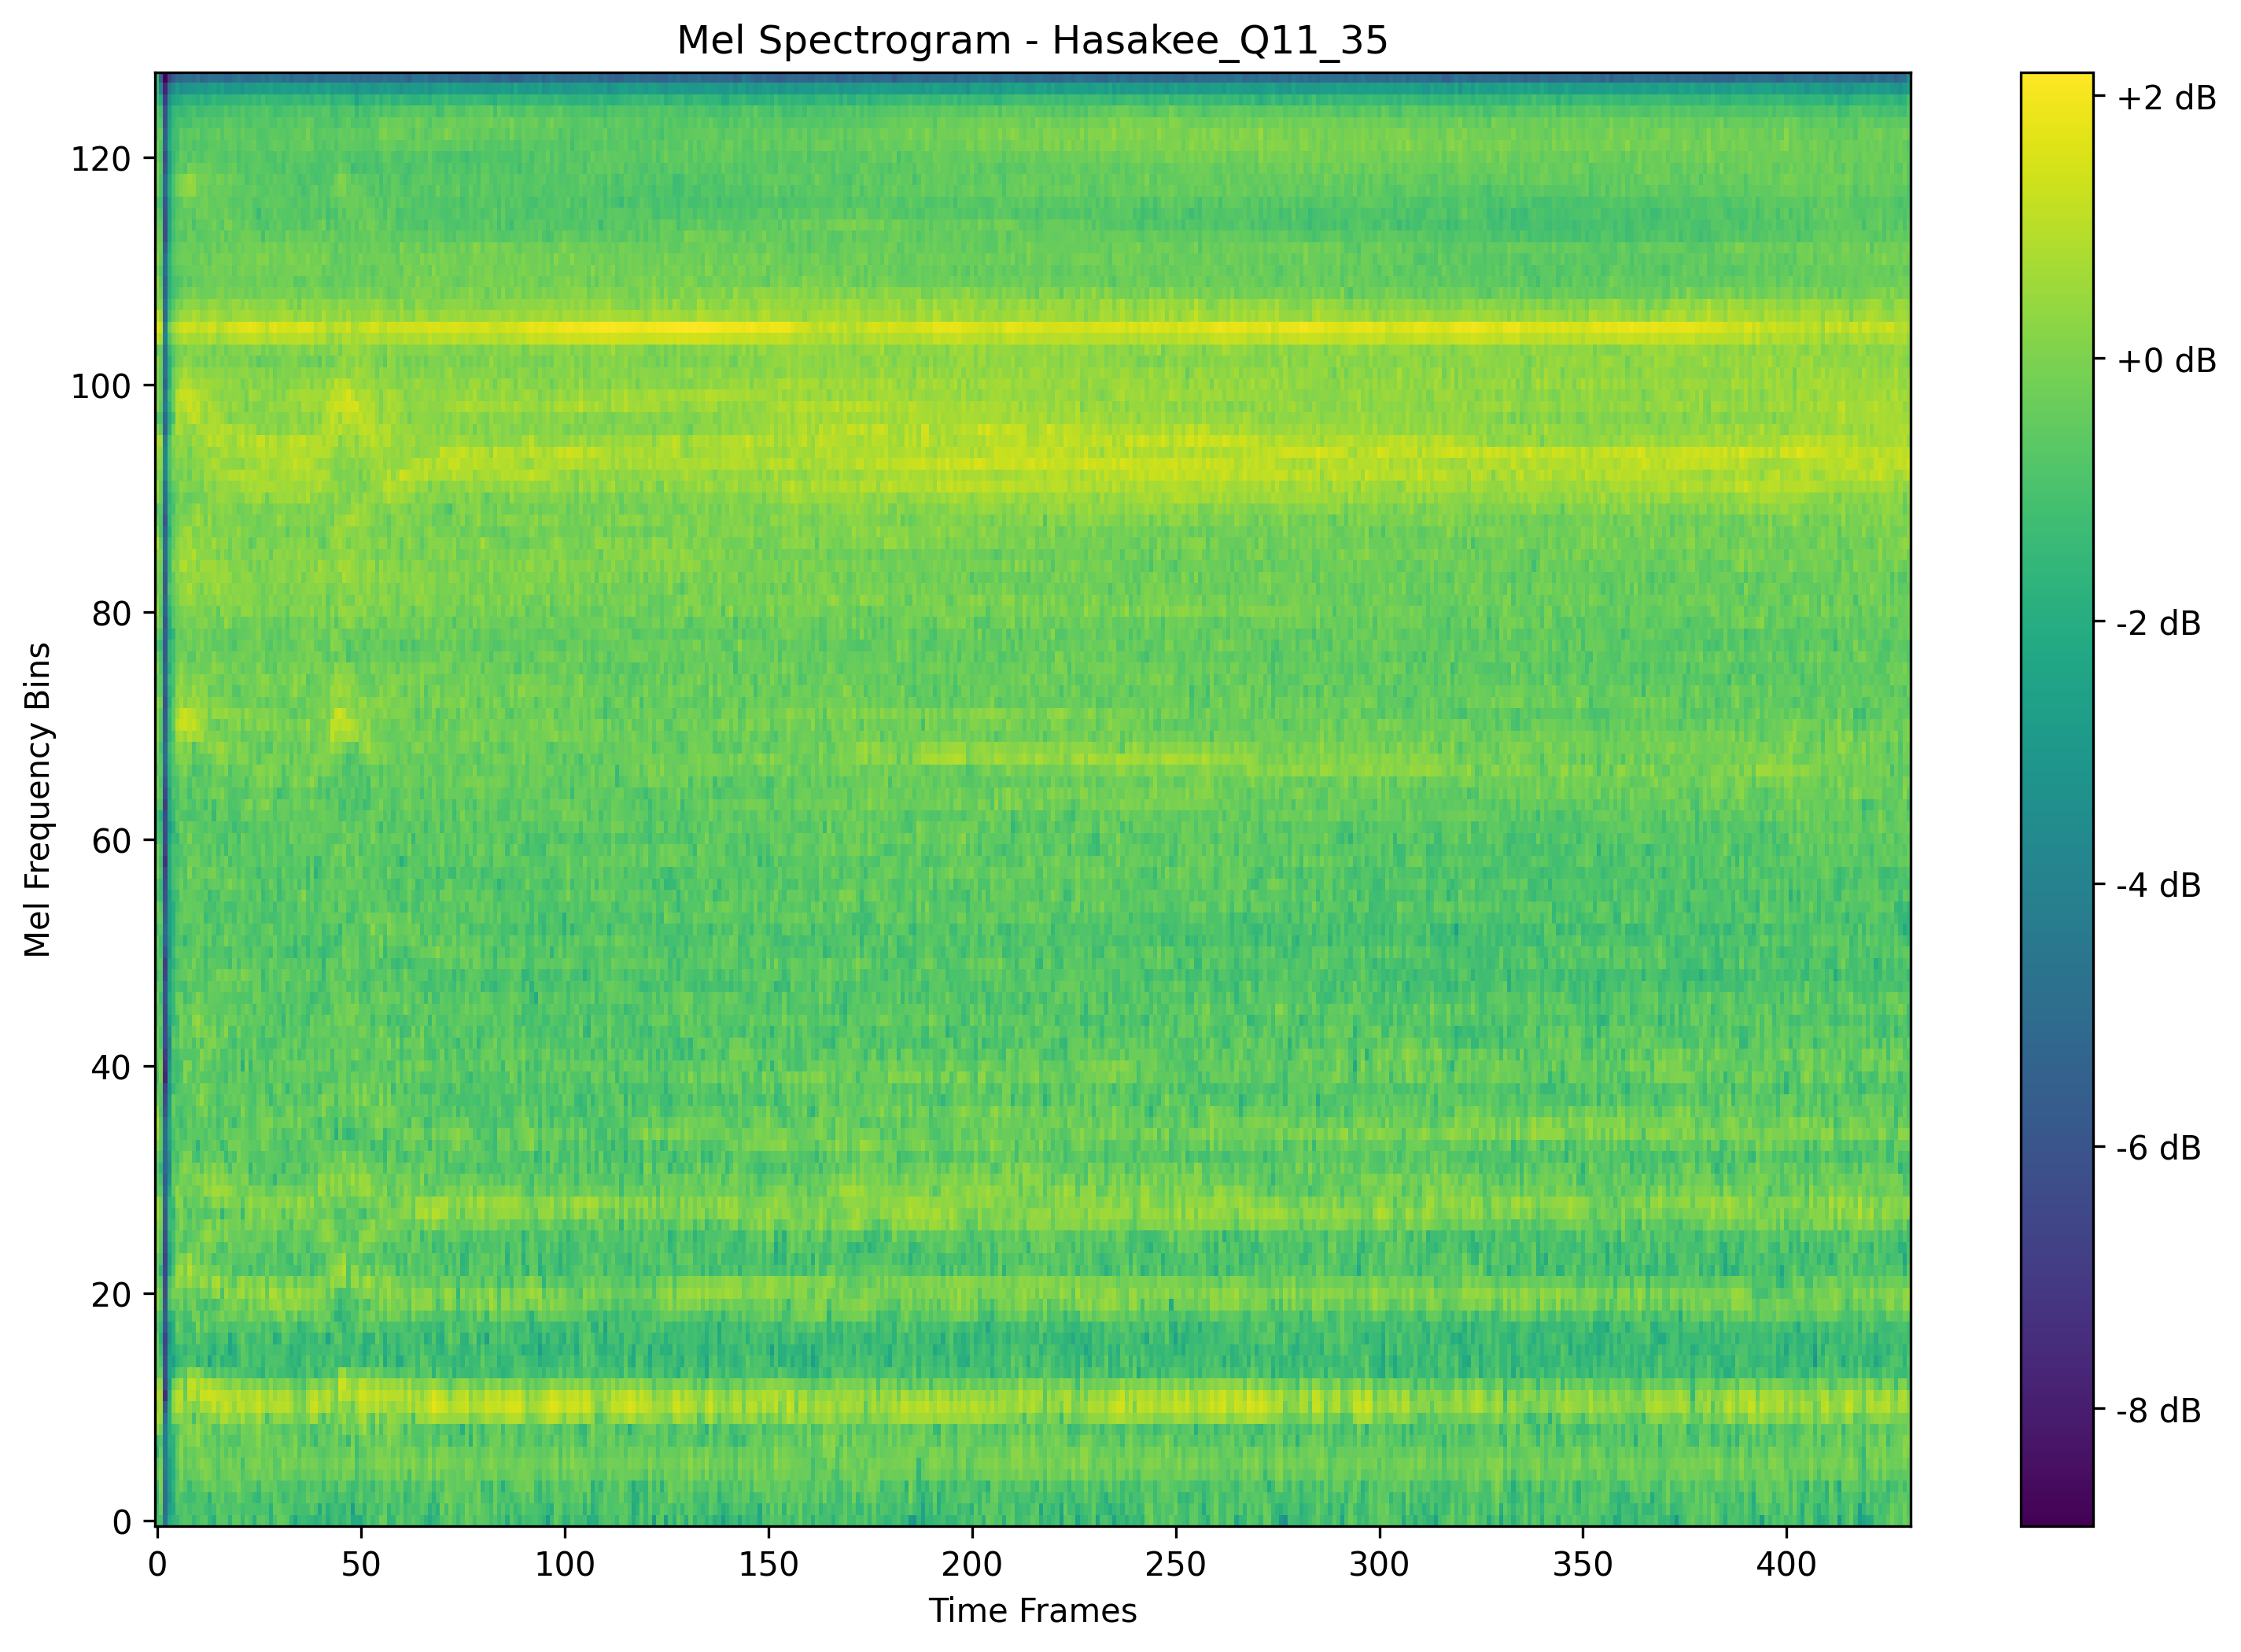 Mel Spectrogram - Hasakee_Q11_35
Mel Frequency Bins
120
100
80
60
40
20
0
0 50 100 150 200 250 300 350 400
Time Frames
+2 dB
+0 dB
-2 dB
-4 dB
-6 dB
-8 dB